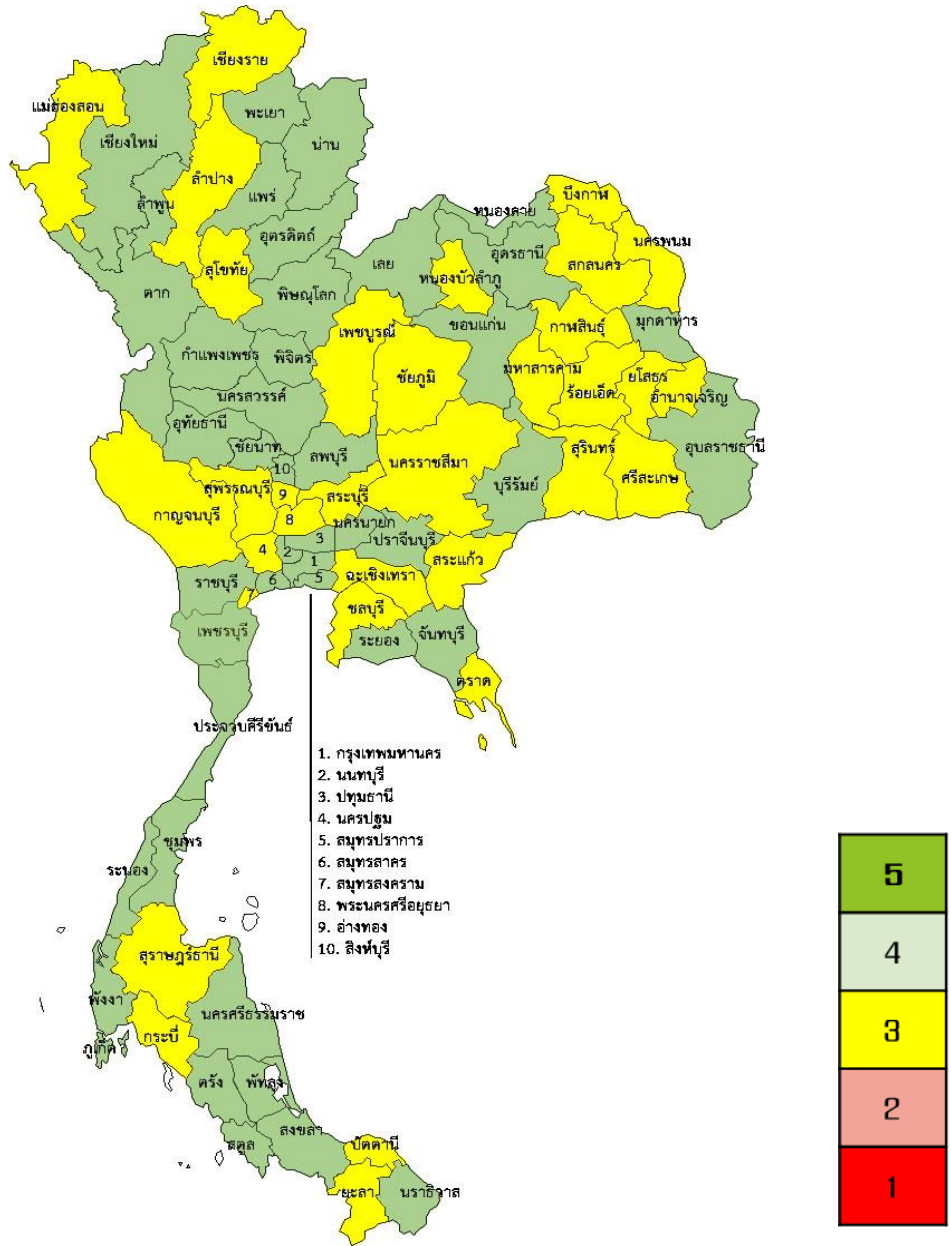 เชียงราย
แม่ฮ่องสอน
พะเยา
เชียงใหม่
น่าน
ลำปาง
แพร่
ลำพูน
อุตรดิตถ์
สุโขทัย
ตาก
พิษณุโลก
กำแพงเพชร
พิจิตร
เพชบูรณ์
นครสวรรค์
อุทัยธานี
ชัยนาท
10
ลพบุรี
บึงกาฬ
หนองคาย
นครพนม
อุดรธานี
เลย
สกลนคร
หนองบัวลำภู
ขอนแก่น
กาฬสินธุ์
มุกดาหาร
ชัยภูมิ
มหาสารคาม
ร้อยเอ็ด
ยโสธร
อำนาจเจริญ
อุบลราชธานี
สุรินทร์
ศรีสะเกษ
บุรีรัมย์
นครราชสีมา
สุพรรณบุรี
กาญจนบุรี
9
สระบุรี
8
นครนายก
ปราจีนบุรี
3
4
2
1
สระแก้ว
5
6
7
ราชบุรี
ฉะเชิงเทรา
ชลบุรี
เพชรบุรี
ระยอง
จันทบุรี
ตราด
ประจวบคีรีขันธ์
1. กรุงเทพมหานคร
2. นนทบุรี
3. ปทุมธานี
4. นครปฐม
5. สมุทรปราการ
6. สมุทรสาคร
7. สมุทรสงคราม
8. พระนครศรีอยุธยา
9. อ่างทอง
10. สิงห์บุรี
ชุมพร
ระนอง
สุราษฎร์ธานี
พังงา
นครศรีธรรมราช
กระบี่
ภูเก็ต
ตรัง
พัทลุง
สงขลา
สตูล
ปัตตานี
ยะลา
นราธิวาส
5
4
3
2
1